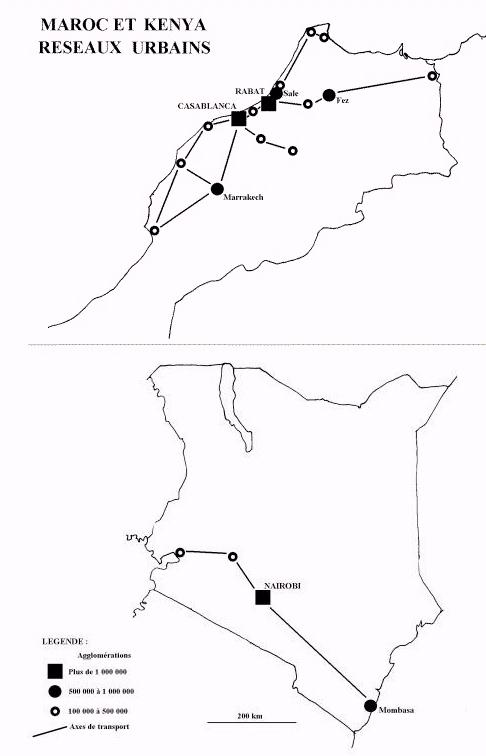 MAROC ET KENYA
RESEAUX URBAINS
RABAT
Sale
CASABLANCA
Fez
Marrakech
NAIROBI
Mombasa
LEGENDE :
Agglomérations
Plus de 1 000 000
500 000 à 1 000 000
100 000 à 500 000
Axes de transport
200 km